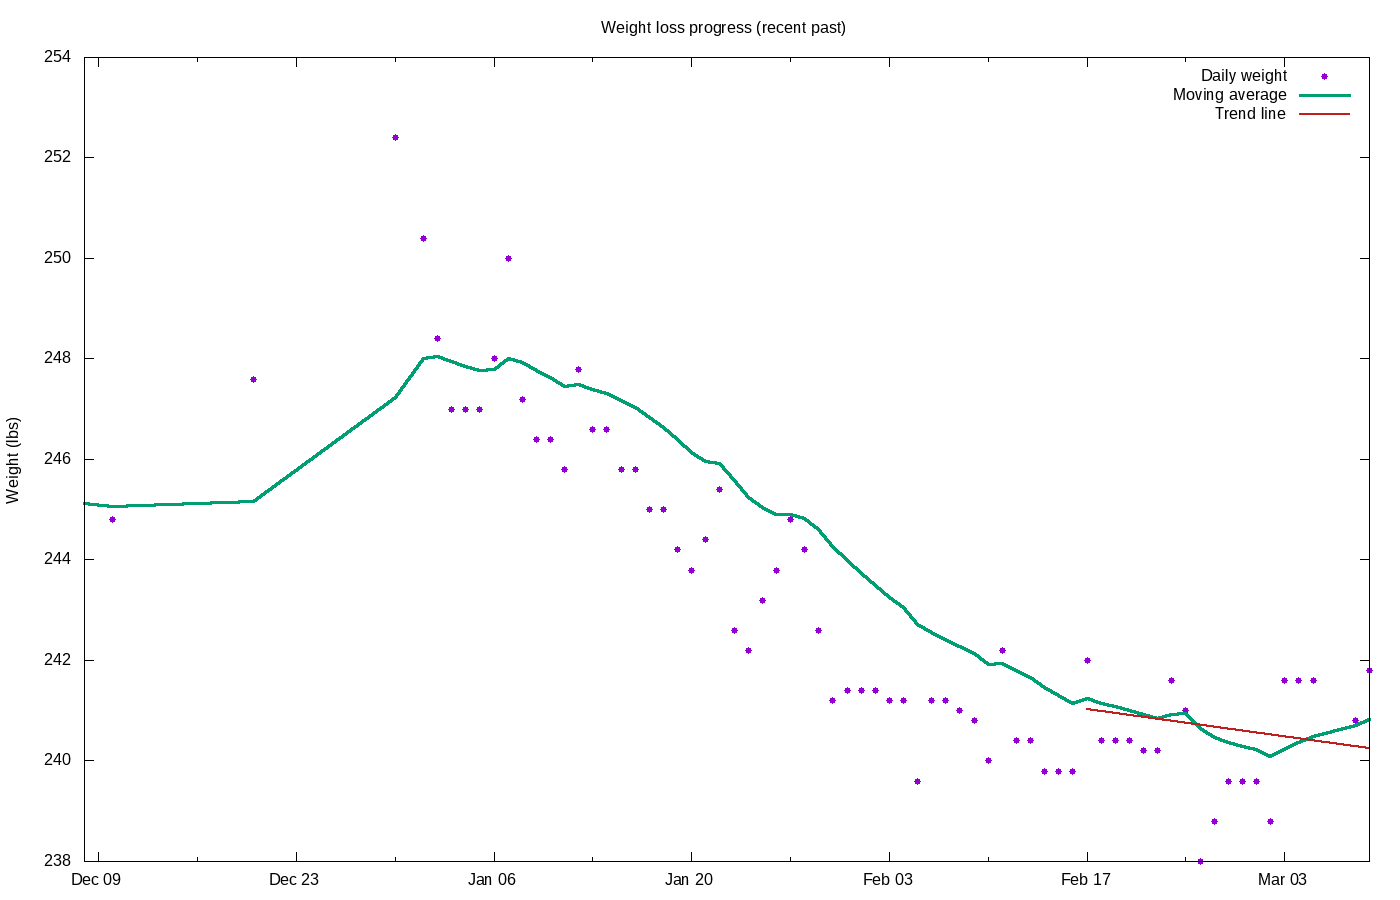 Weight loss progress (recent past)
Daily weight
Moving average
Trend line
Weight (lbs)
254
252
250
248
246
244
242
240
238
Dec 09 Dec 23 Jan 06 Jan 20 Feb 03 Feb 17 Mar 03